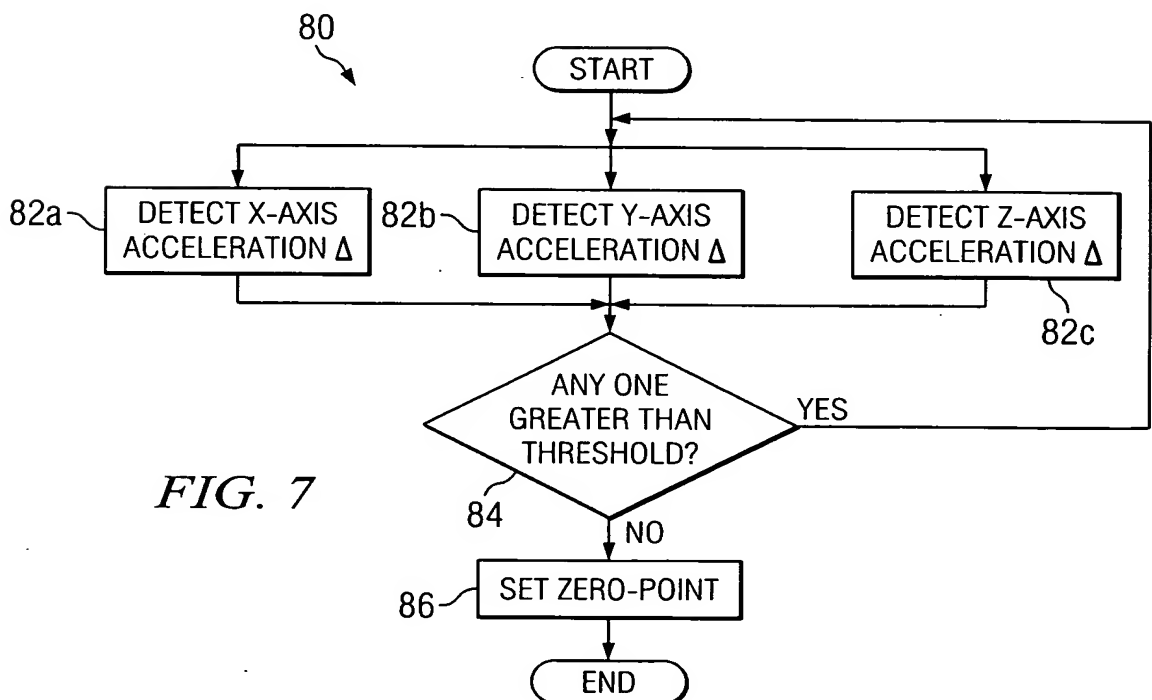 80
START
82a
DETECT X-AXIS
ACCELERATION Δ
82b
DETECT Y-AXIS
ACCELERATION Δ
DETECT Z-AXIS
ACCELERATION Δ
82c
ANY ONE
GREATER THAN
THRESHOLD?
YES
84
FIG. 7
NO
86
SET ZERO-POINT
END